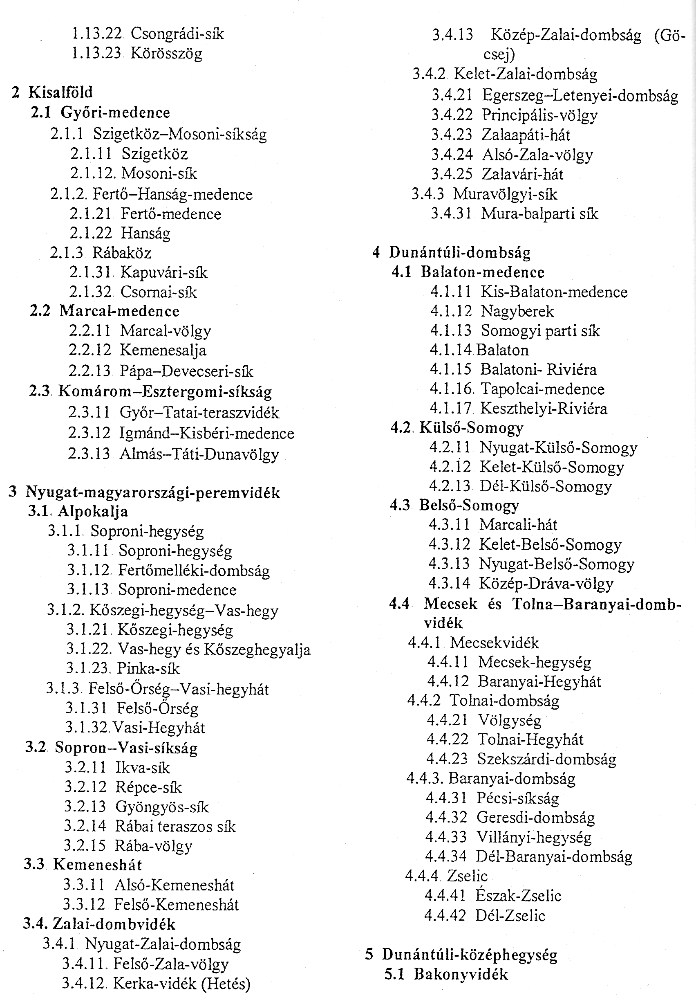 1.13.22 Csongrádi-sík
1.13.23. Körösszög
2 Kisalföld
2.1 Győri-medence
2.1.1 Szigetköz–Mosoni-síkság
2.1.11 Szigetköz
2.1.12. Mosoni-sík
2.1.2. Fertő–Hanság-medence
2.1.21 Fertő-medence
2.1.22 Hanság
2.1.3 Rábaköz
2.1.31. Kapuvári-sík
2.1.32. Csornai-sík
2.2 Marcal-medence
2.2.11 Marcal-völgy
2.2.12 Kemenesalja
2.2.13 Pápa–Devecseri-sík
2.3. Komárom–Esztergomi-síkság
2.3.11 Győr–Tatai-teraszvidék
2.3.12 Igmánd–Kisbéri-medence
2.3.13 Almás–Táti-Dunavölgy
3 Nyugat-magyarországi-peremvidék
3.1. Alpokalja
3.1.1. Soproni-hegység
3.1.11. Soproni-hegység
3.1.12. Fertőmelléki-dombság
3.1.13. Soproni-medence
3.1.2. Kőszegi-hegység–Vas-hegy
3.1.21. Kőszegi-hegység
3.1.22. Vas-hegy és Kőszeghegyalja
3.1.23. Pinka-sík
3.1.3. Felső-Őrség–Vasi-hegyhát
3.1.31 Felső-Őrség
3.1.32. Vasi-Hegyhát
3.2 Sopron–Vasi-síkság
3.2.11 Ikva-sík
3.2.12 Répce-sík
3.2.13 Gyöngyös-sík
3.2.14 Rábai teraszos sík
3.2.15 Rába-völgy
3.3. Kemeneshát
3.3.11 Alsó-Kemeneshát
3.3.12 Felső-Kemeneshát
3.4. Zalai-dombvidék
3.4.1. Nyugat-Zalai-dombság
3.4.11. Felső-Zala-völgy
3.4.12. Kerka-vidék (Hetés)
3.4.13 Közép-Zalai-dombság (Gö-
csej)
3.4.2. Kelet-Zalai-dombság
3.4.21 Egerszeg–Letenyei-dombság
3.4.22 Principális-völgy
3.4.23 Zalaapáti-hát
3.4.24 Alsó-Zala-völgy
3.4.25 Zalavári-hát
3.4.3 Muravölgyi-sík
3.4.31. Mura-balparti sík
4 Dunántúli-dombság
4.1 Balaton-medence
4.1.11 Kis-Balaton-medence
4.1.12 Nagyberek
4.1.13 Somogyi parti sík
4.1.14. Balaton
4.1.15. Balatoni- Riviéra
4.1.16. Tapolcai-medence
4.1.17. Keszthelyi-Riviéra
4.2. Külső-Somogy
4.2.11. Nyugat-Külső-Somogy
4.2.12 Kelet-Külső-Somogy
4.2.13. Dél-Külső-Somogy
4.3 Belső-Somogy
4.3.11 Marcali-hát
4.3.12 Kelet-Belső-Somogy
4.3.13 Nyugat-Belső-Somogy
4.3.14 Közép-Dráva-völgy
4.4 Mecsek és Tolna–Baranyai-domb-
vidék
4.4.1. Mecsekvidék
4.4.11 Mecsek-hegység
4.4.12 Baranyai-Hegyhát
4.4.2 Tolnai-dombság
4.4.21 Völgység
4.4.22 Tolnai-Hegyhát
4.4.23 Szekszárdi-dombság
4.4.3. Baranyai-dombság
4.4.31 Pécsi-síkság
4.4.32 Geresdi-dombság
4.4.33 Villányi-hegység
4.4.34 Dél-Baranyai-dombság
4.4.4. Zselic
4.4.41 Észak-Zselic
4.4.42 Dél-Zselic
5 Dunántúli-középhegység
5.1 Bakonyvidék